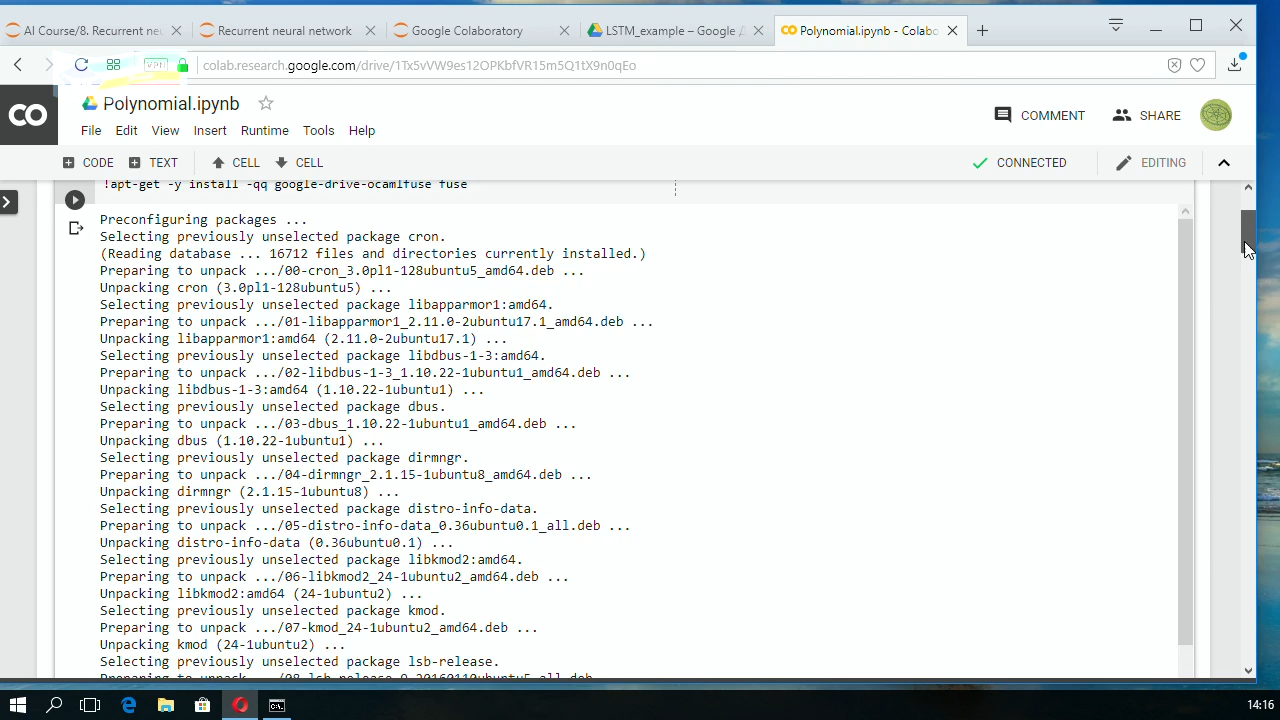 AI Course/8. Recurrent neu
Recurrent neural network
Google Colaboratory
LSTM_example – Google Д
Polynomial.ipynb - Colabo
VPN
colab.research.google.com/drive/1Tx5vVW9es12OPKbfVR15m5Q1tX9n0qEo
CO
Polynomial.ipynb
COMMENT
SHARE
File Edit View Insert Runtime Tools Help
CODE TEXT CELL CELL
CONNECTED
EDITING
!apt-get -y install -qq google-drive-ocamlfuse fuse
Preconfiguring packages ...
Selecting previously unselected package cron.
(Reading database ... 16712 files and directories currently installed.)
Preparing to unpack .../00-cron_3.0pl1-128ubuntu5_amd64.deb ...
Unpacking cron (3.0pl1-128ubuntu5) ...
Selecting previously unselected package libapparmor1:amd64.
Preparing to unpack .../01-libapparmor1_2.11.0-2ubuntu17.1_amd64.deb ...
Unpacking libapparmor1:amd64 (2.11.0-2ubuntu17.1) ...
Selecting previously unselected package libdbus-1-3:amd64.
Preparing to unpack .../02-libdbus-1-3_1.10.22-1ubuntu1_amd64.deb ...
Unpacking libdbus-1-3:amd64 (1.10.22-1ubuntu1) ...
Selecting previously unselected package dbus.
Preparing to unpack .../03-dbus_1.10.22-1ubuntu1_amd64.deb ...
Unpacking dbus (1.10.22-1ubuntu1) ...
Selecting previously unselected package dirmngr.
Preparing to unpack .../04-dirmngr_2.1.15-1ubuntu8_amd64.deb ...
Unpacking dirmngr (2.1.15-1ubuntu8) ...
Selecting previously unselected package distro-info-data.
Preparing to unpack .../05-distro-info-data_0.36ubuntu0.1_all.deb ...
Unpacking distro-info-data (0.36ubuntu0.1) ...
Selecting previously unselected package libkmod2:amd64.
Preparing to unpack .../06-libkmod2_24-1ubuntu2_amd64.deb ...
Unpacking libkmod2:amd64 (24-1ubuntu2) ...
Selecting previously unselected package kmod.
Preparing to unpack .../07-kmod_24-1ubuntu2_amd64.deb ...
Unpacking kmod (24-1ubuntu2) ...
Selecting previously unselected package lsb-release.
Preparing to unpack .../08-lsb-release_9.20160110ubuntu5_all.deb
14:16